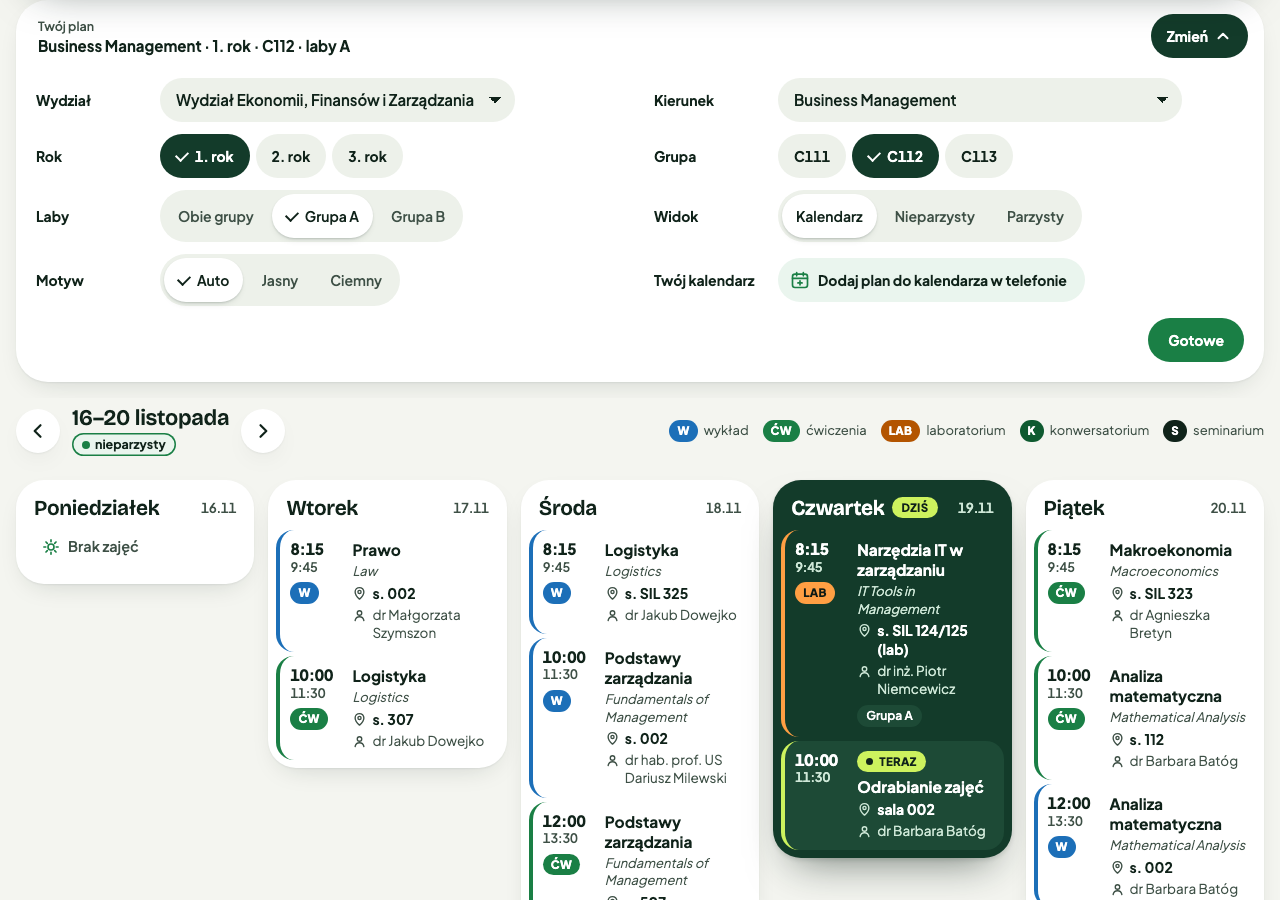 Twój plan
Business Management · 1. rok · C112 · laby A
Zmień
Wydział
Wydział Ekonomii, Finansów i Zarządzania
Kierunek
Business Management
Rok
1. rok
2. rok
3. rok
Grupa
C111
C112
C113
Laby
Obie grupy
Grupa A
Grupa B
Widok
Kalendarz
Nieparzysty
Parzysty
Motyw
Auto
Jasny
Ciemny
Twój kalendarz
Dodaj plan do kalendarza w telefonie
Gotowe
16–20 listopada
nieparzysty
W wykład
ĆW ćwiczenia
LAB laboratorium
K konwersatorium
S seminarium
Poniedziałek 16.11
Brak zajęć
Wtorek 17.11
8:15
9:45
W
Prawo
Law
s. 002
dr Małgorzata
Szymson
10:00
11:30
ĆW
Logistyka
Logistics
s. 307
dr Jakub Dowejko
Środa 18.11
8:15
9:45
W
Logistyka
Logistics
s. SIL 325
dr Jakub Dowejko
10:00
11:30
W
Podstawy
zarządzania
Fundamentals of
Management
s. 002
dr hab. prof. US
Dariusz Milewski
12:00
13:30
ĆW
Podstawy
zarządzania
Fundamentals of
Management
Czwartek DZIŚ 19.11
8:15
9:45
LAB
Narzędzia IT w
zarządzaniu
IT Tools in
Management
s. SIL 124/125
(lab)
dr inż. Piotr
Niemcewicz
Grupa A
10:00
11:30
TERAZ
Odrabianie zajęć
sala 002
dr Barbara Batóg
Piątek 20.11
8:15
9:45
ĆW
Makroekonomia
Macroeconomics
s. SIL 323
dr Agnieszka
Bretyn
10:00
11:30
ĆW
Analiza
matematyczna
Mathematical Analysis
s. 112
dr Barbara Batóg
12:00
13:30
W
Analiza
matematyczna
Mathematical Analysis
s. 002
dr Barbara Batóg